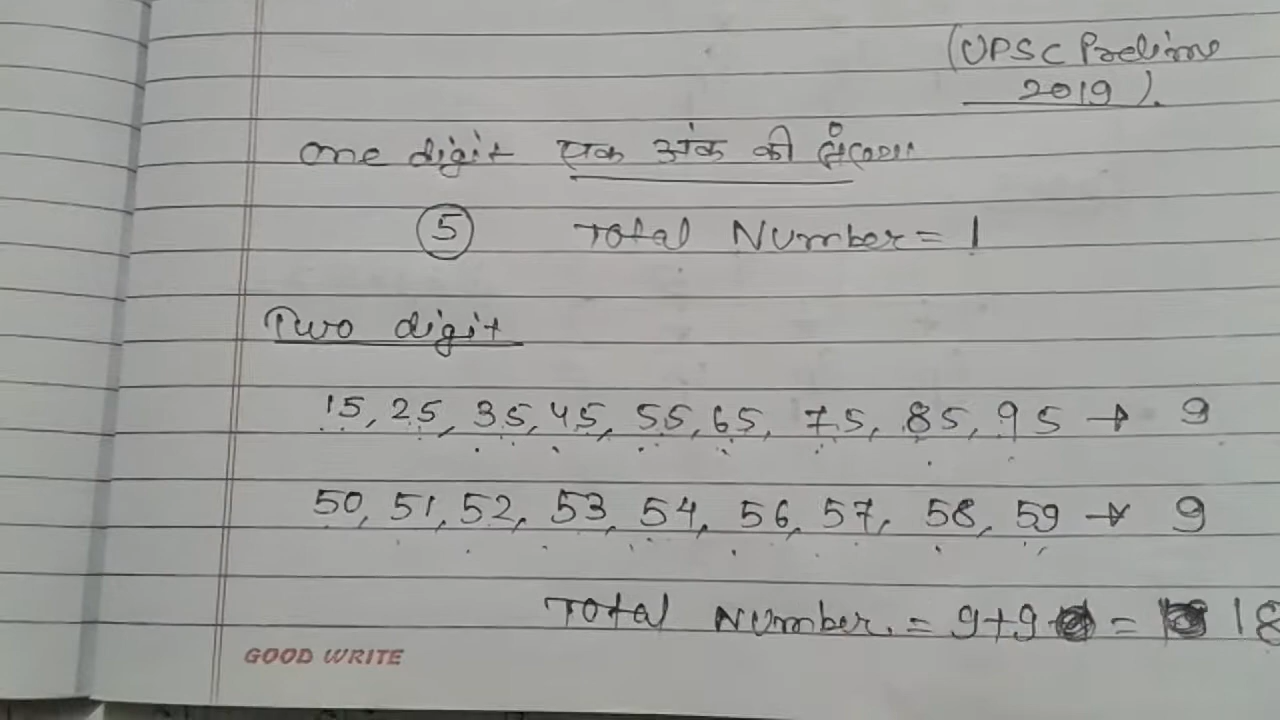 (UPSC Prelims
2019).
one digit एक अंक की संख्या
5 Total Number = 1
Two digit
15, 25, 35, 45, 55, 65, 75, 85, 95 → 9
50, 51, 52, 53, 54, 56, 57, 58, 59 → 9
Total Number. = 9+9 = 18
GOOD WRITE